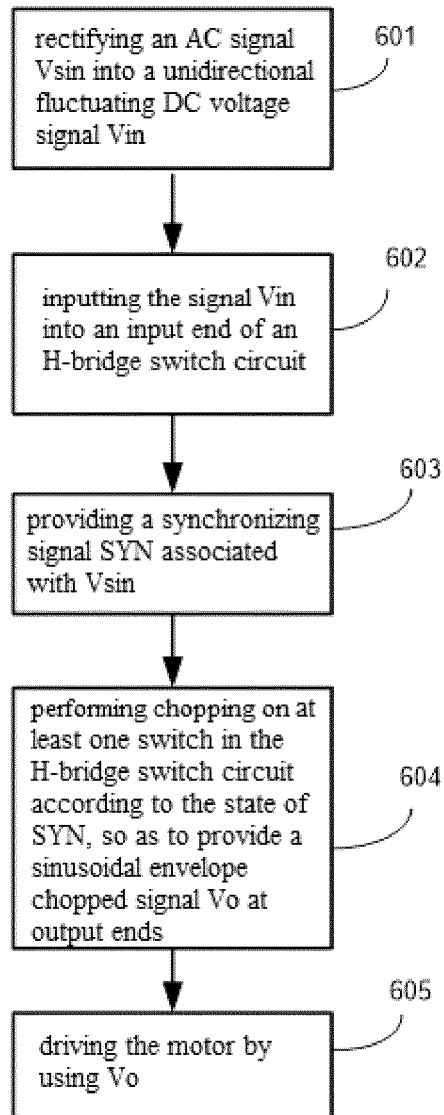 rectifying an AC signal
Vsin into a unidirectional
fluctuating DC voltage
signal Vin
601
inputting the signal Vin
into an input end of an
H-bridge switch circuit
602
providing a synchronizing
signal SYN associated
with Vsin
603
performing chopping on at
least one switch in the
H-bridge switch circuit
according to the state of
SYN, so as to provide a
sinusoidal envelope
chopped signal Vo at
output ends
604
driving the motor by
using Vo
605